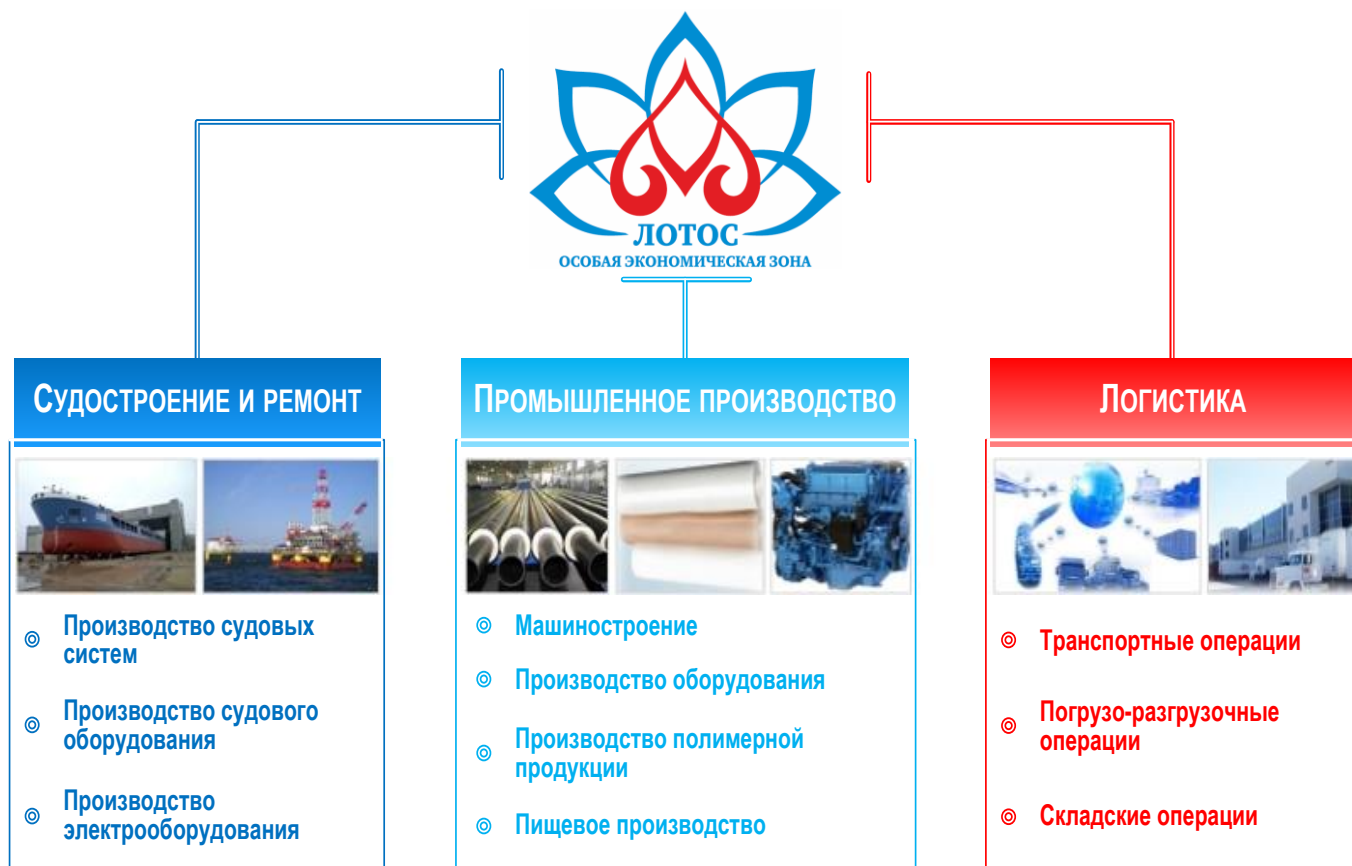 ЛОТОС
ОСОБАЯ ЭКОНОМИЧЕСКАЯ ЗОНА
СУДОСТРОЕНИЕ И РЕМОНТ
Производство судовых
систем
Производство судового
оборудования
Производство
электрооборудования
ПРОМЫШЛЕННОЕ ПРОИЗВОДСТВО
Машиностроение
Производство оборудования
Производство полимерной
продукции
Пищевое производство
ЛОГИСТИКА
Транспортные операции
Погрузо-разгрузочные
операции
Складские операции